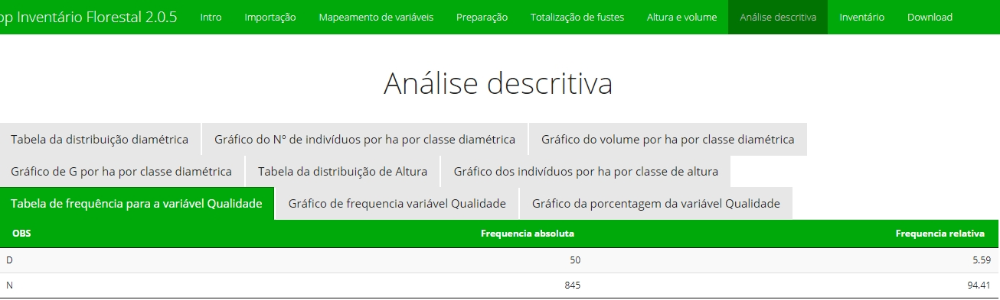 pp Inventário Florestal 2.0.5 Intro Importação Mapeamento de variáveis Preparação Totalização de fustes Altura e volume Análise descritiva Inventário Download
Análise descritiva
Tabela da distribuição diamétrica Gráfico do Nº de indivíduos por ha por classe diamétrica Gráfico do volume por ha por classe diamétrica
Gráfico de G por ha por classe diamétrica Tabela da distribuição de Altura Gráfico dos indivíduos por ha por classe de altura
Tabela de frequência para a variável Qualidade Gráfico de frequencia variável Qualidade Gráfico da porcentagem da variável Qualidade
OBS Frequencia absoluta Frequencia relativa
D 50 5.59
N 845 94.41